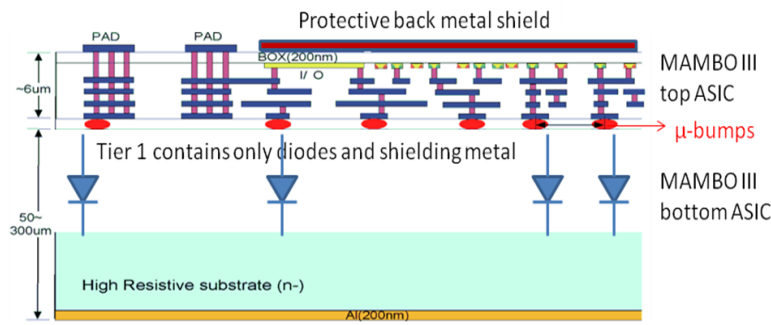 Protective back metal shield
PAD
PAD
BOX(200nm)
I/ O
MAMBO III
top ASIC
~6um
μ-bumps
Tier 1 contains only diodes and shielding metal
MAMBO III
bottom ASIC
50~
300um
High Resistive substrate (n-)
Al(200nm)